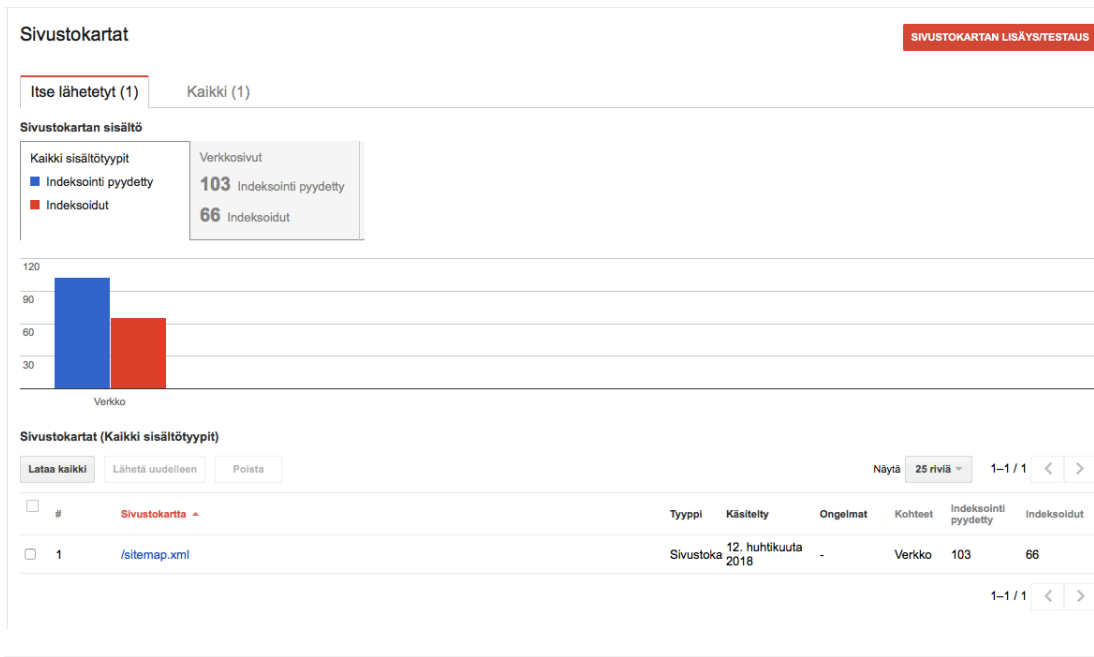 Sivustokartat
SIVUSTOKARTAN LISÄYS/TESTAUS
Itse lähetetyt (1)
Kaikki (1)
Sivustokartan sisältö
Kaikki sisältötyypit
Indeksointi pyydetty
Indeksoidut
Verkkosivut
103 Indeksointi pyydetty
66 Indeksoidut
120
90
60
30
Verkko
Sivustokartat (Kaikki sisältötyypit)
Lataa kaikki
Lähetä uudelleen
Poista
Näytä
25 riviä
1–1 / 1
#
Sivustokartta
Tyyppi
Käsitelty
Ongelmat
Kohteet
Indeksointi
pyydetty
Indeksoidut
1
/sitemap.xml
Sivustoka
12. huhtikuuta
2018
-
Verkko
103
66
1–1 / 1